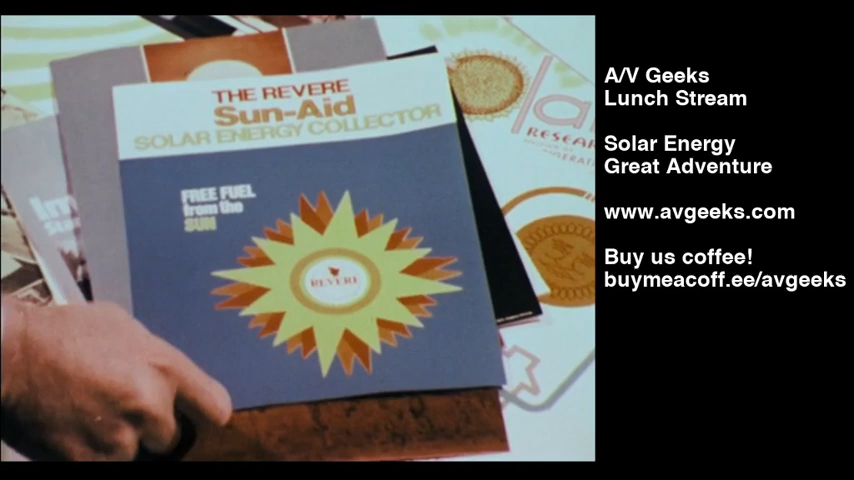 THE REVERE
Sun-Aid
SOLAR ENERGY COLLECTOR
FREE FUEL
from the
SUN
REVERE
A/V Geeks
Lunch Stream
Solar Energy
Great Adventure
www.avgeeks.com
Buy us coffee!
buymeacoff.ee/avgeeks